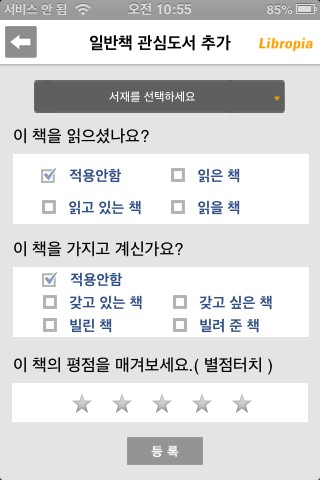 서비스 안 됨 오전 10:55 85%
일반책 관심도서 추가 Libropia
서재를 선택하세요
이 책을 읽으셨나요?
적용안함 읽은 책
읽고 있는 책 읽을 책
이 책을 가지고 계신가요?
적용안함
갖고 있는 책 갖고 싶은 책
빌린 책 빌려 준 책
이 책의 평점을 매겨보세요.( 별점터치 )
등 록